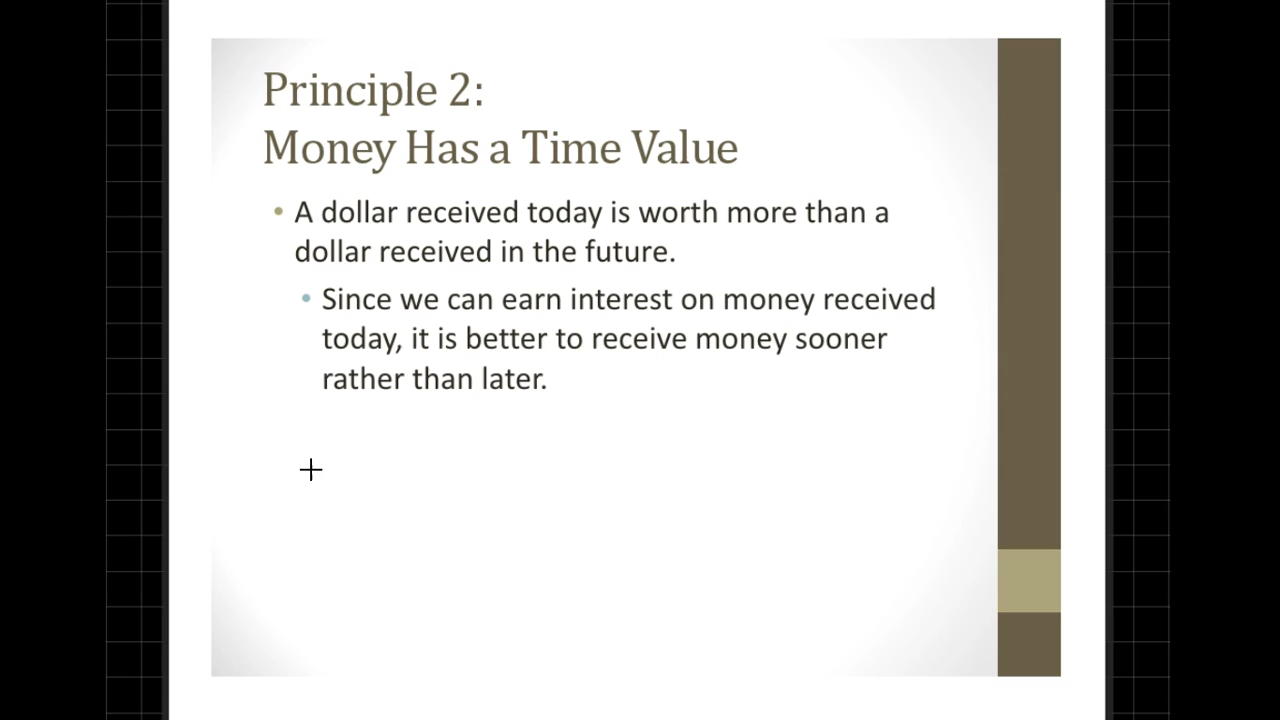 Principle 2:
Money Has a Time Value
• A dollar received today is worth more than a
dollar received in the future.
• Since we can earn interest on money received
today, it is better to receive money sooner
rather than later.